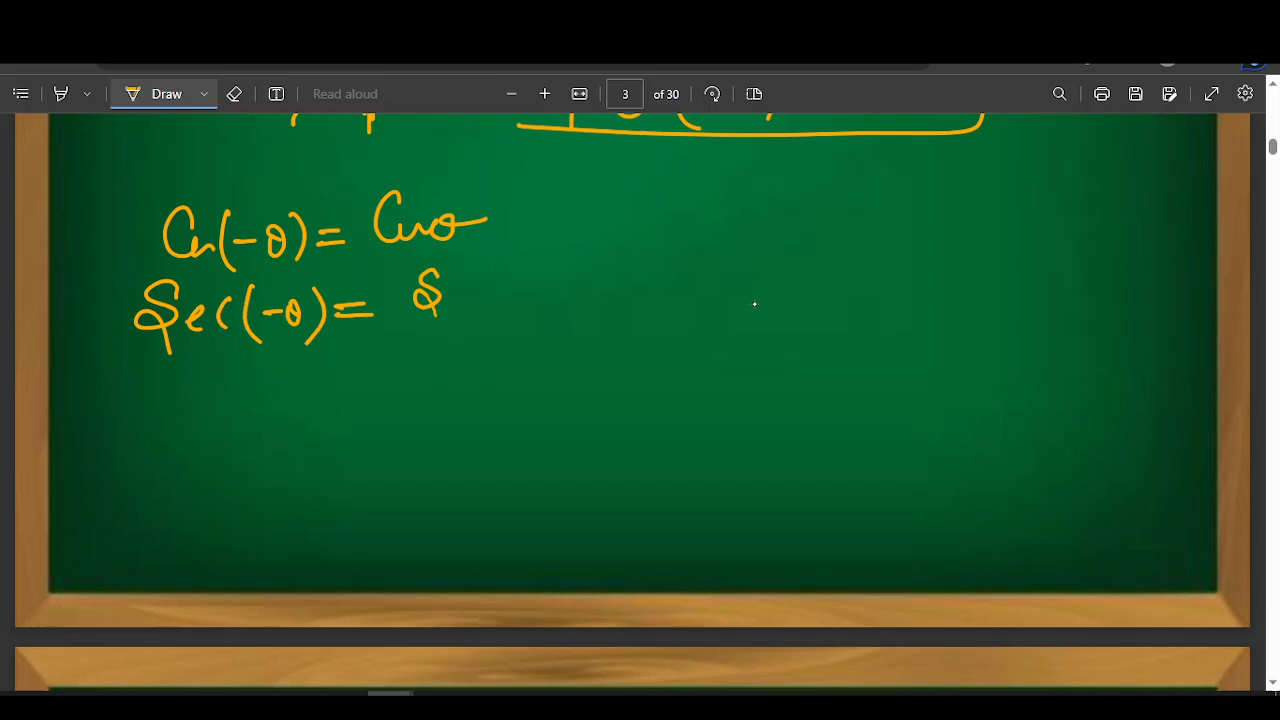 Draw
Read aloud
3 of 30
Cos(-θ) = Cosθ
Sec(-θ) = S